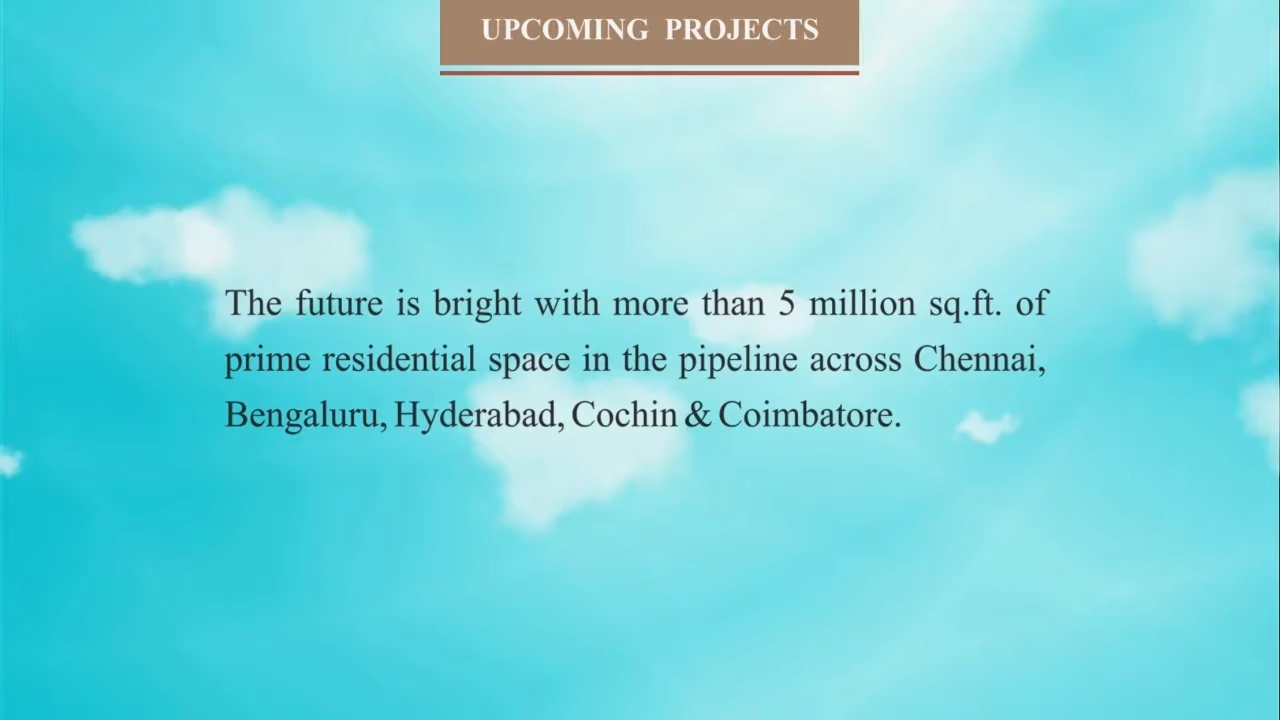 UPCOMING PROJECTS
The future is bright with more than 5 million sq.ft. of
prime residential space in the pipeline across Chennai,
Bengaluru, Hyderabad, Cochin & Coimbatore.